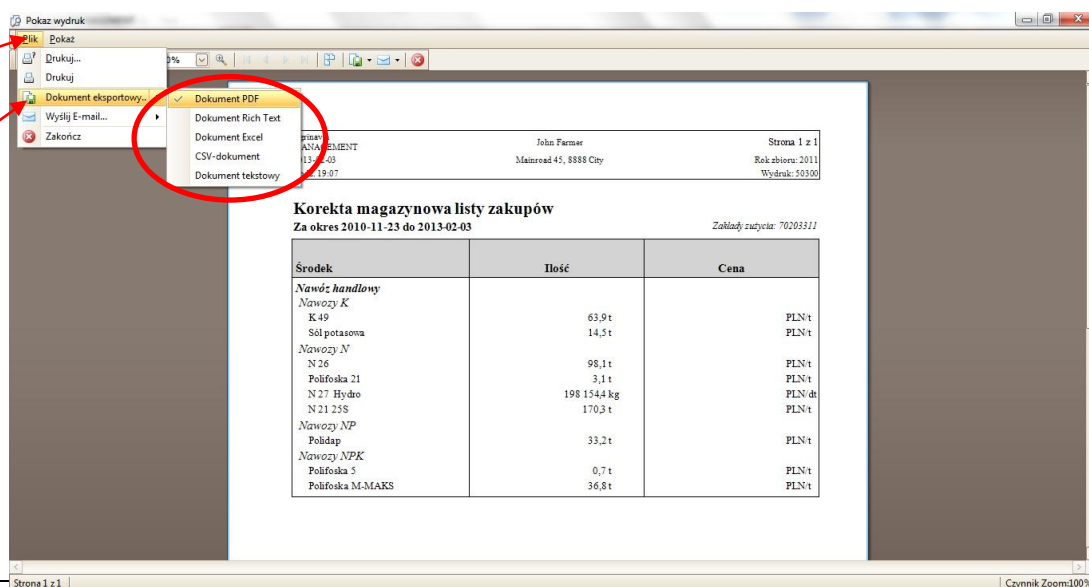 Pokaz wydruk
Plik Pokaż
Drukuj...
Drukuj
Dokument eksportowy..
Wyślij E-mail...
Zakończ
Dokument PDF
Dokument Rich Text
Dokument Excel
CSV-dokument
Dokument tekstowy
John Farmer
Mainroad 45, 8888 City
Strona 1 z 1
Rok zbioru: 2011
Wydruk: 50300
19:07
Korekta magazynowa listy zakupów
Za okres 2010-11-23 do 2013-02-03 Zakłady zużycia: 70203311
Środek Ilość Cena
Nawóz handlowy
Nawozy K
K 49 63,9 t PLN/t
Sól potasowa 14,5 t PLN/t
Nawozy N
N 26 98,1 t PLN/t
Polifoska 21 3,1 t PLN/t
N 27 Hydro 198 154,4 kg PLN/dt
N 21 25S 170,3 t PLN/t
Nawozy NP
Polidap 33,2 t PLN/t
Nawozy NPK
Polifoska 5 0,7 t PLN/t
Polifoska M-MAKS 36,8 t PLN/t
Strona 1 z 1 Czynnik Zoom:100%